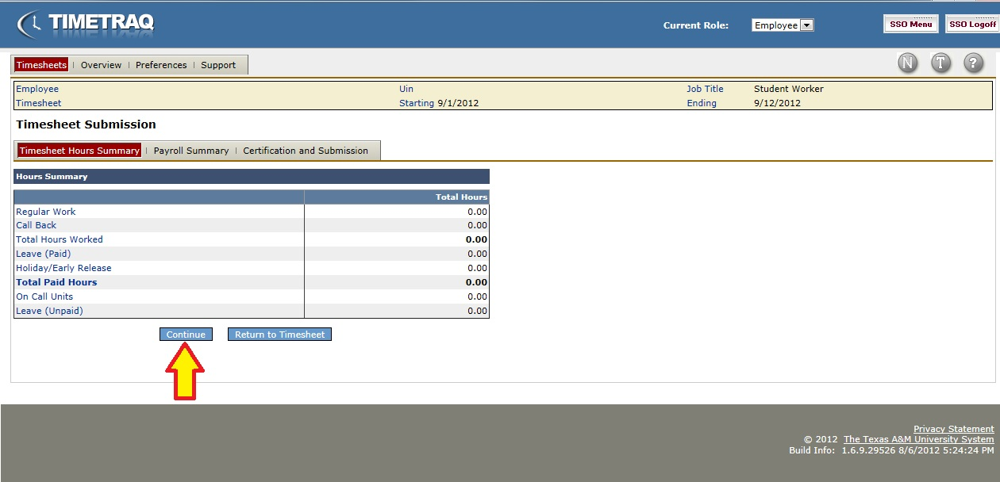 TIMETRAQ
Current Role: Employee
SSO Menu SSO Logoff
Timesheets | Overview | Preferences | Support
N T ?
Employee Uin Job Title Student Worker
Timesheet Starting 9/1/2012 Ending 9/12/2012
Timesheet Submission
Timesheet Hours Summary | Payroll Summary | Certification and Submission
Hours Summary
Total Hours
Regular Work 0.00
Call Back 0.00
Total Hours Worked 0.00
Leave (Paid) 0.00
Holiday/Early Release 0.00
Total Paid Hours 0.00
On Call Units 0.00
Leave (Unpaid) 0.00
Continue Return to Timesheet
Privacy Statement
© 2012 The Texas A&M University System
Build Info: 1.6.9.29526 8/6/2012 5:24:24 PM